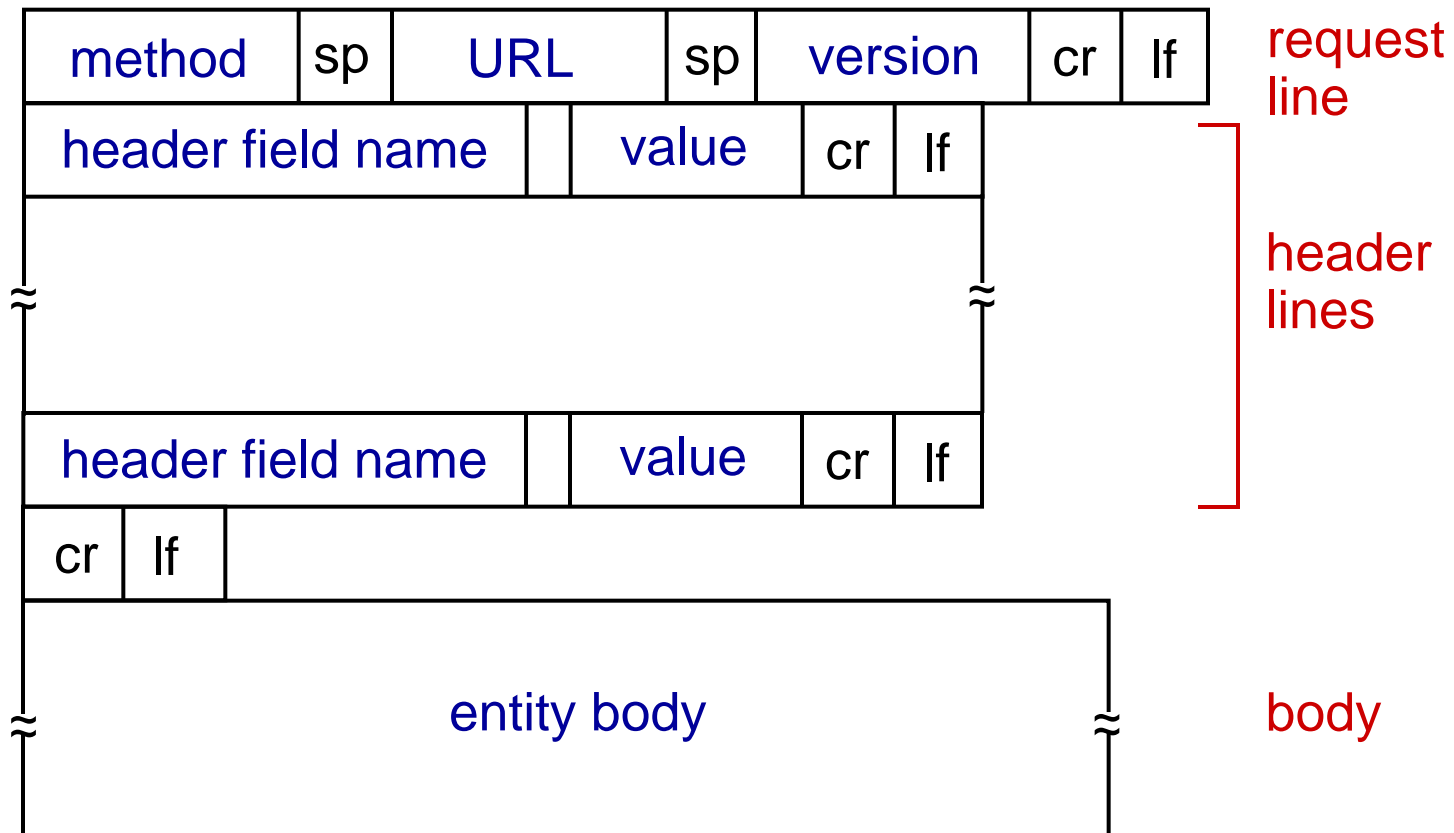 method sp URL sp version cr lf
request
line
header field name value cr lf
header
lines
≈ ≈
header field name value cr lf
cr lf
entity body
≈ ≈
body